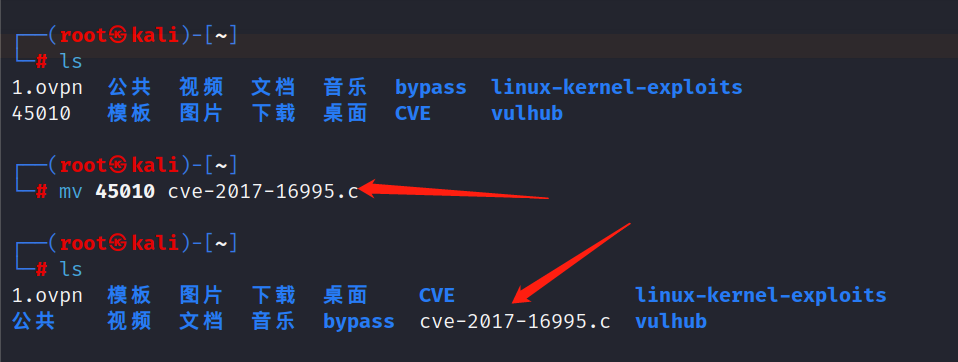 ┌──(root㉿kali)-[~]
└─# ls
1.ovpn 公共 视频 文档 音乐 bypass linux-kernel-exploits
45010 模板 图片 下载 桌面 CVE vulhub
┌──(root㉿kali)-[~]
└─# mv 45010 cve-2017-16995.c
┌──(root㉿kali)-[~]
└─# ls
1.ovpn 模板 图片 下载 桌面 CVE linux-kernel-exploits
公共 视频 文档 音乐 bypass cve-2017-16995.c vulhub